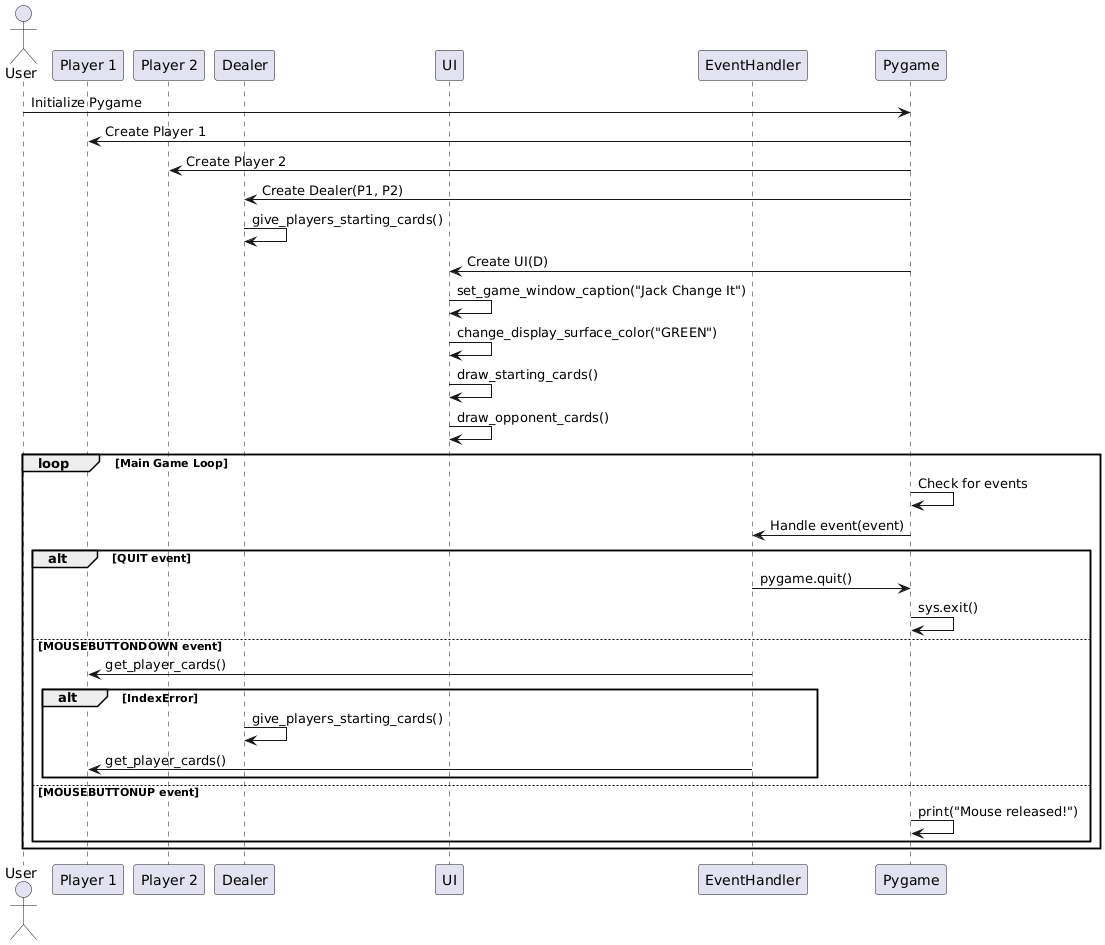 User
Player 1
Player 2
Dealer
UI
EventHandler
Pygame
Initialize Pygame
Create Player 1
Create Player 2
Create Dealer(P1, P2)
give_players_starting_cards()
Create UI(D)
set_game_window_caption("Jack Change It")
change_display_surface_color("GREEN")
draw_starting_cards()
draw_opponent_cards()
loop
[Main Game Loop]
Check for events
Handle event(event)
alt
[QUIT event]
pygame.quit()
sys.exit()
[MOUSEBUTTONDOWN event]
get_player_cards()
alt
[IndexError]
give_players_starting_cards()
get_player_cards()
[MOUSEBUTTONUP event]
print("Mouse released!")
User
Player 1
Player 2
Dealer
UI
EventHandler
Pygame